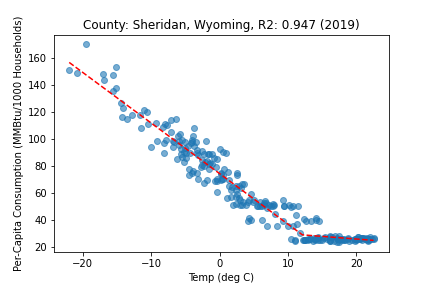 County: Sheridan, Wyoming, R2: 0.947 (2019)
Per-Capita Consumption (MMBtu/1000 Households)
160
140
120
100
80
60
40
20
−20 −10 0 10 20
Temp (deg C)